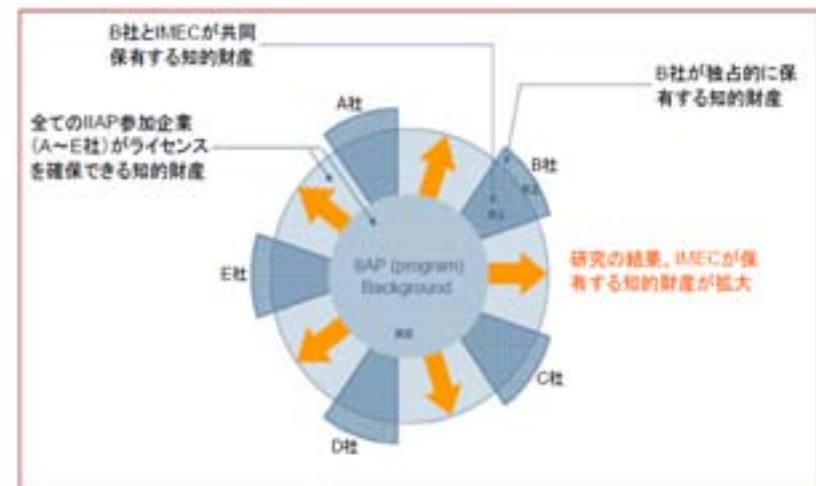 B社とIMECが共同
保有する知的財産
B社が独占的に保
有する知的財産
A社
全てのIIAP参加企業
(A～E社)がライセンス
を確保できる知的財産
B社
E社
IIAP (program)
Background
研究の結果、IMECが保
有する知的財産が拡大
C社
D社